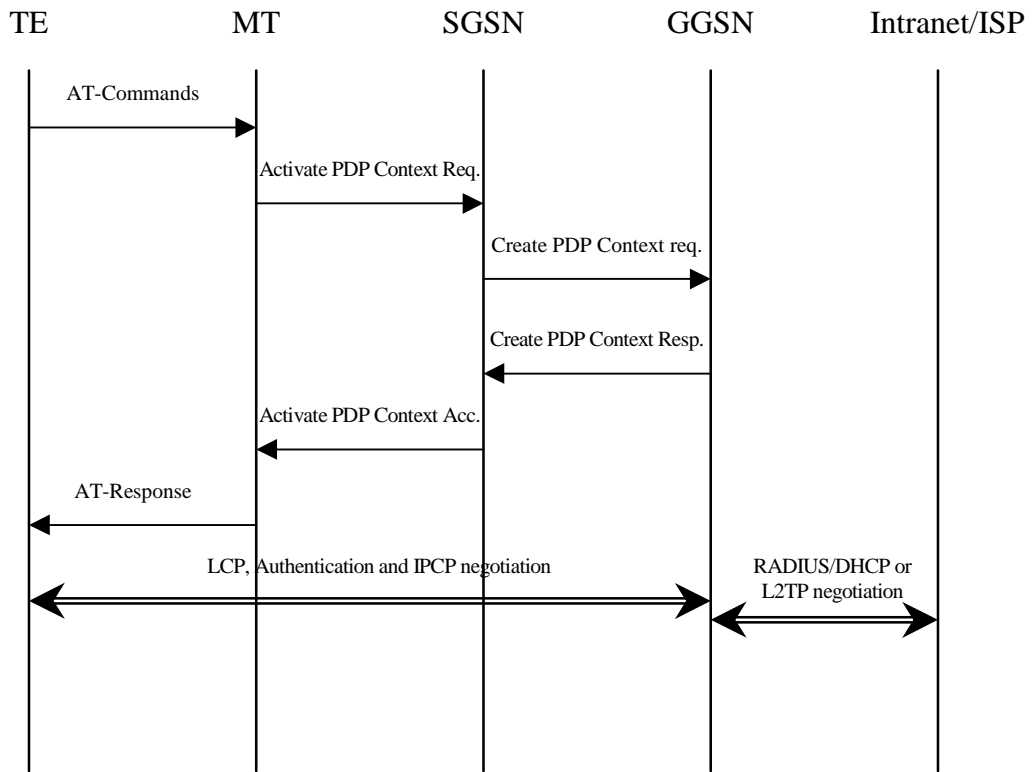 TE
MT
SGSN
GGSN
Intranet/ISP
AT-Commands
Activate PDP Context Req.
Create PDP Context req.
Create PDP Context Resp.
Activate PDP Context Acc.
AT-Response
LCP, Authentication and IPCP negotiation
RADIUS/DHCP or
L2TP negotiation